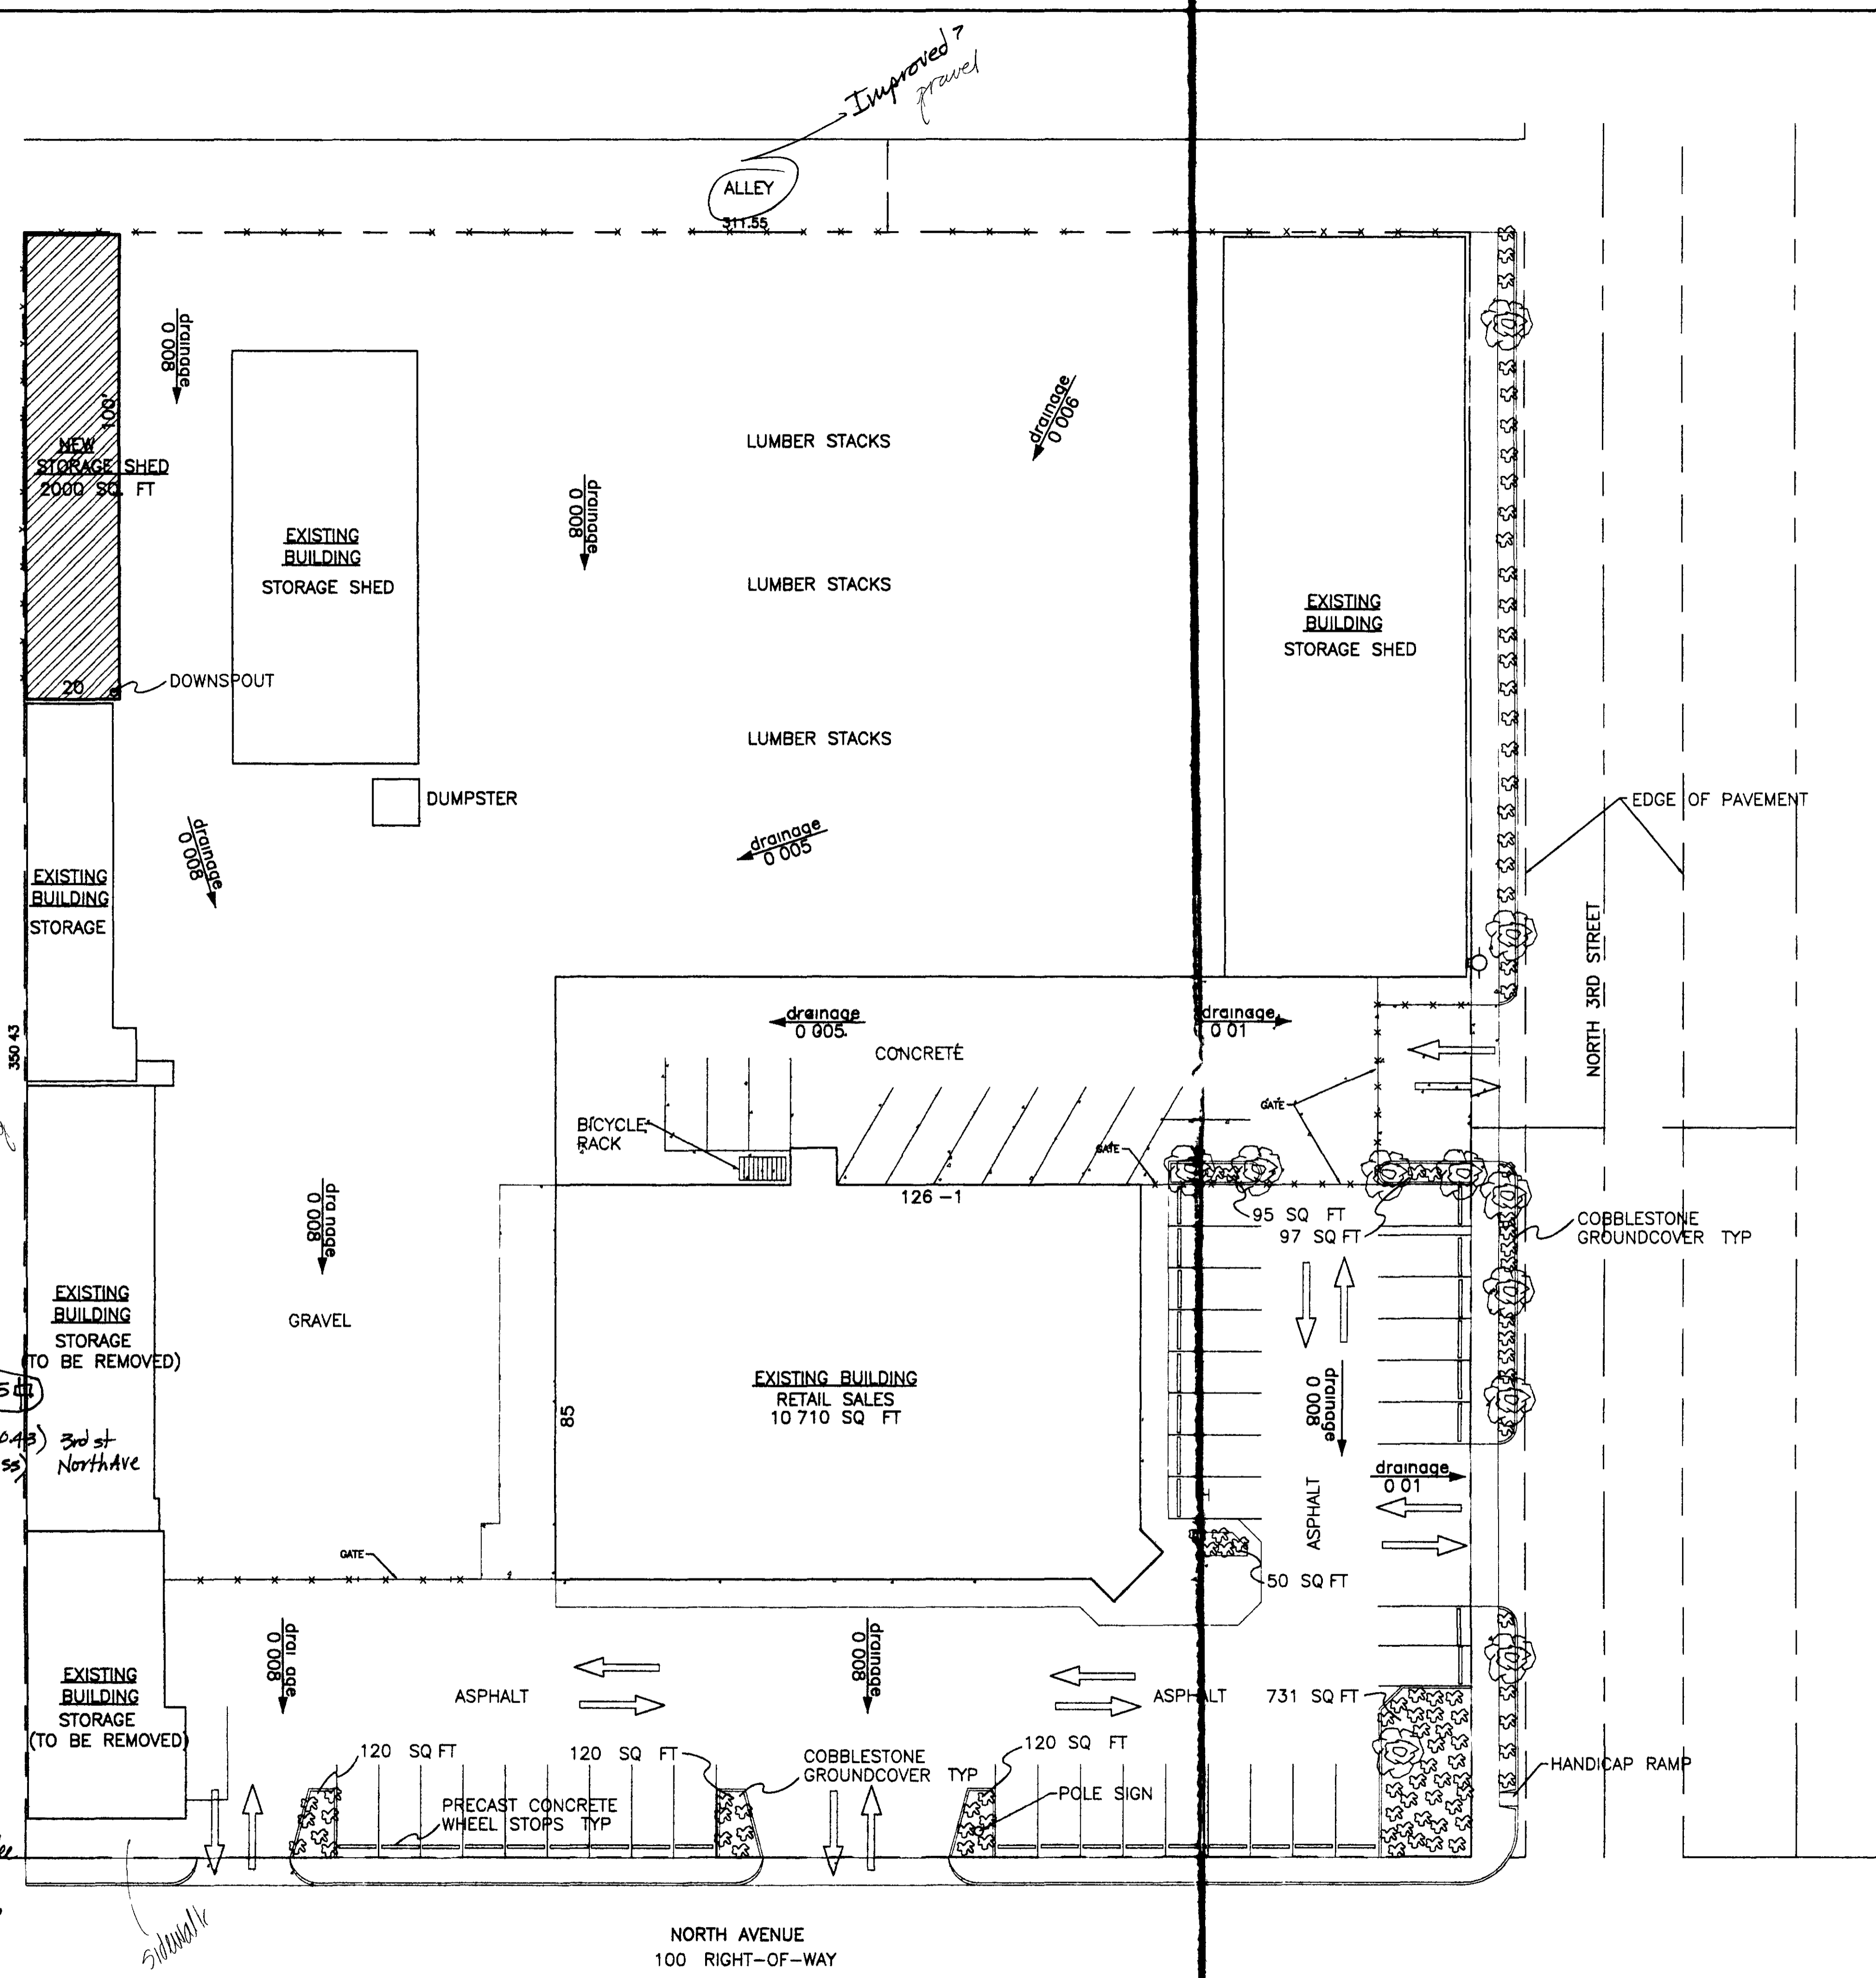 Improved?
gravel
ALLEY
311.55
drainage
0 008
100'
NEW
STORAGE SHED
2000 SQ. FT
20
DOWNSPOUT
EXISTING
BUILDING
STORAGE SHED
drainage
0 008
LUMBER STACKS
LUMBER STACKS
LUMBER STACKS
drainage
0 006
EXISTING
BUILDING
STORAGE SHED
DUMPSTER
drainage
0 008
drainage
0 005
EDGE OF PAVEMENT
NORTH 3RD STREET
EXISTING
BUILDING
STORAGE
350 43
drainage
0 005
drainage
0 01
CONCRETE
BICYCLE
RACK
GATE
GATE
126 -1
95 SQ FT
97 SQ FT
COBBLESTONE
GROUNDCOVER TYP
dra nage
0 008
GRAVEL
EXISTING
BUILDING
STORAGE
(TO BE REMOVED)
3rd st
North Ave
85
EXISTING BUILDING
RETAIL SALES
10 710 SQ FT
drainage
0 008
drainage
0 01
ASPHALT
50 SQ FT
GATE
drai age
0 008
drainage
0 008
EXISTING
BUILDING
STORAGE
(TO BE REMOVED)
ASPHALT
ASPHALT
731 SQ FT
120 SQ FT
120 SQ FT
COBBLESTONE
GROUNDCOVER TYP
120 SQ FT
POLE SIGN
PRECAST CONCRETE
WHEEL STOPS TYP
HANDICAP RAMP
sidewalk
NORTH AVENUE
100 RIGHT-OF-WAY